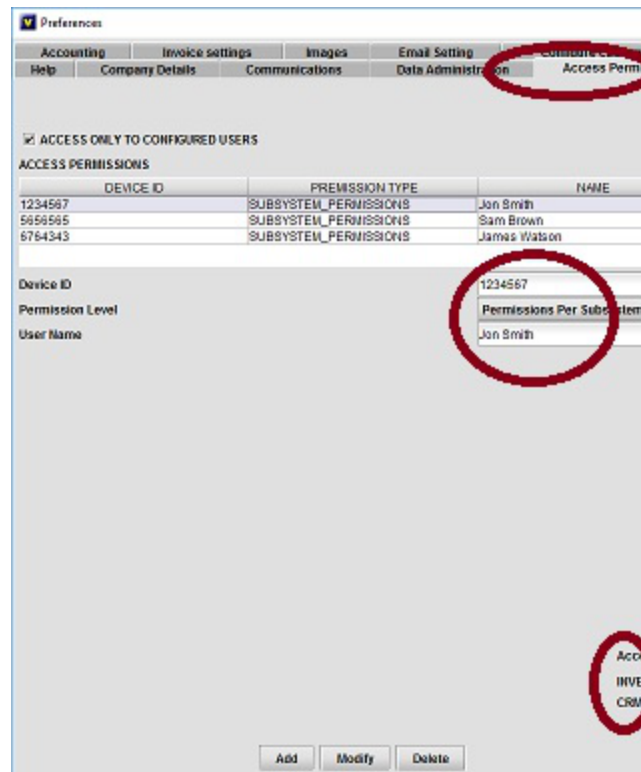 Preferences
Accounting Invoice settings Images Email Setting
Help Company Details Communications Data Administration Access Permi
ACCESS ONLY TO CONFIGURED USERS
ACCESS PERMISSIONS
DEVICE ID PREMISSION TYPE NAME
1234567 SUBSYSTEM_PERMISSIONS Jon Smith
5656565 SUBSYSTEM_PERMISSIONS Sam Brown
6764343 SUBSYSTEM_PERMISSIONS James Watson
Device ID 1234567
Permission Level Permissions Per Subsystem
User Name Jon Smith
Acc
INVE
CRM
Add Modify Delete